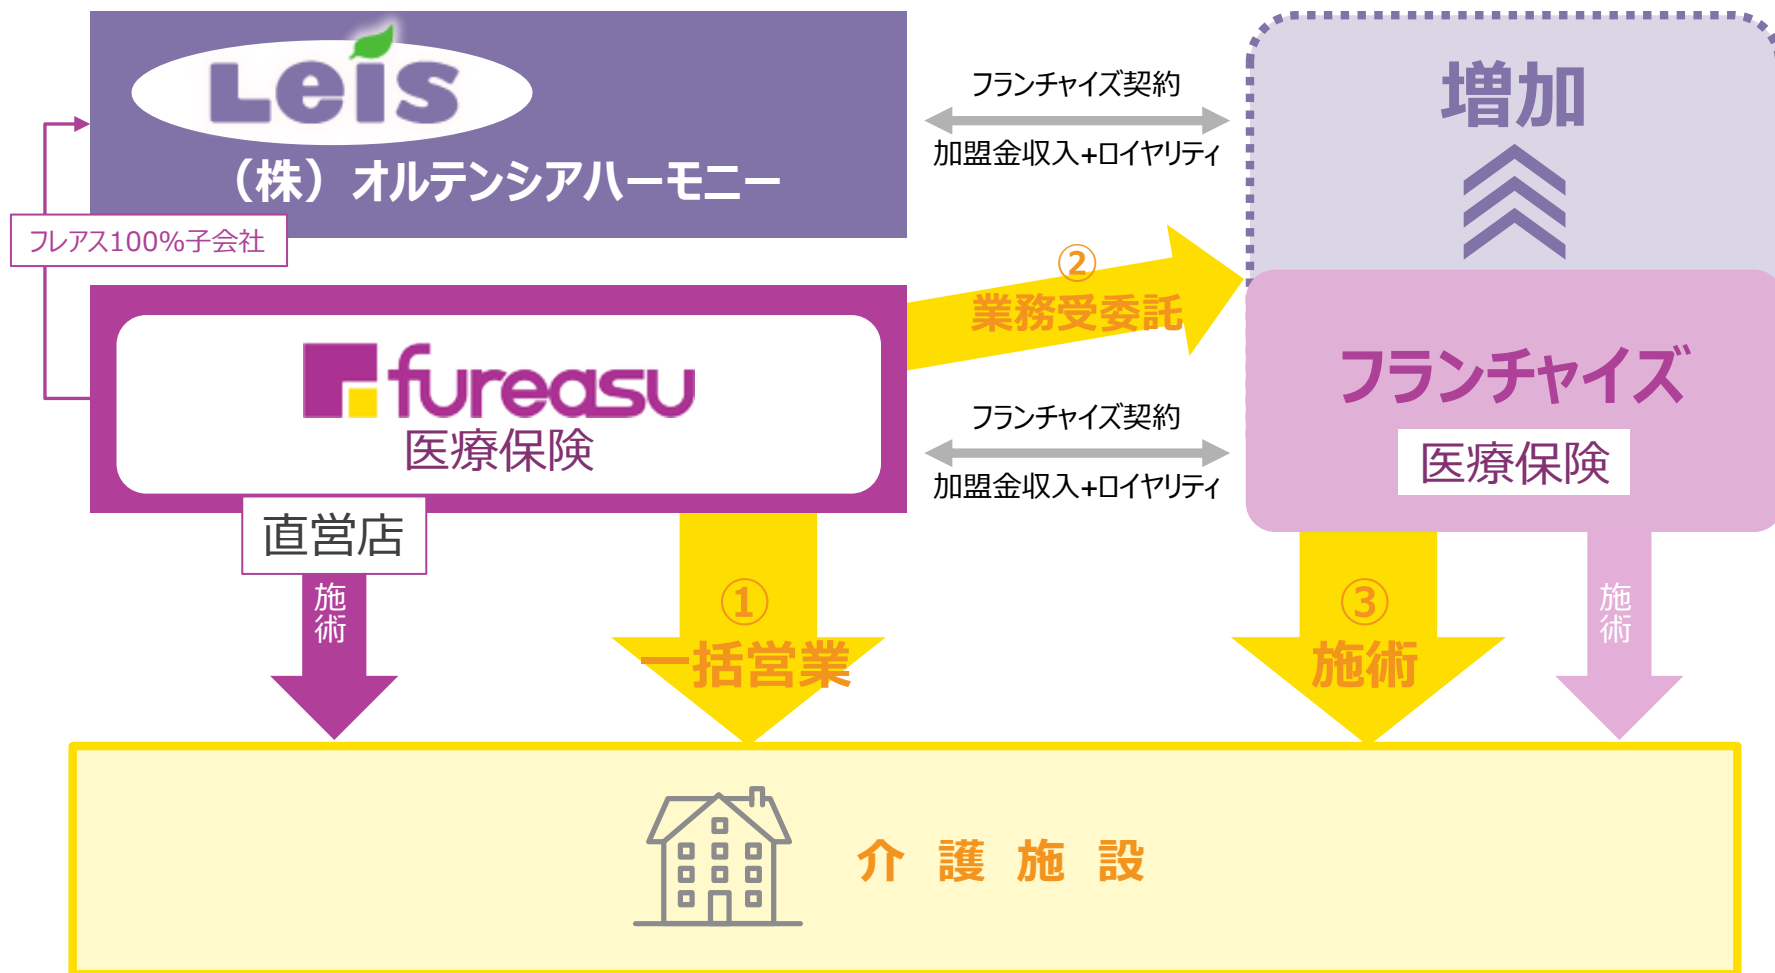 Leis
（株）オルテンシアハーモニー
フランチャイズ契約
加盟金収入+ロイヤリティ
増加
フレアス100%子会社
②
業務受委託
fureasu
医療保険
フランチャイズ契約
加盟金収入+ロイヤリティ
フランチャイズ
医療保険
直営店
施術
①
一括営業
③
施術
施術
介護施設